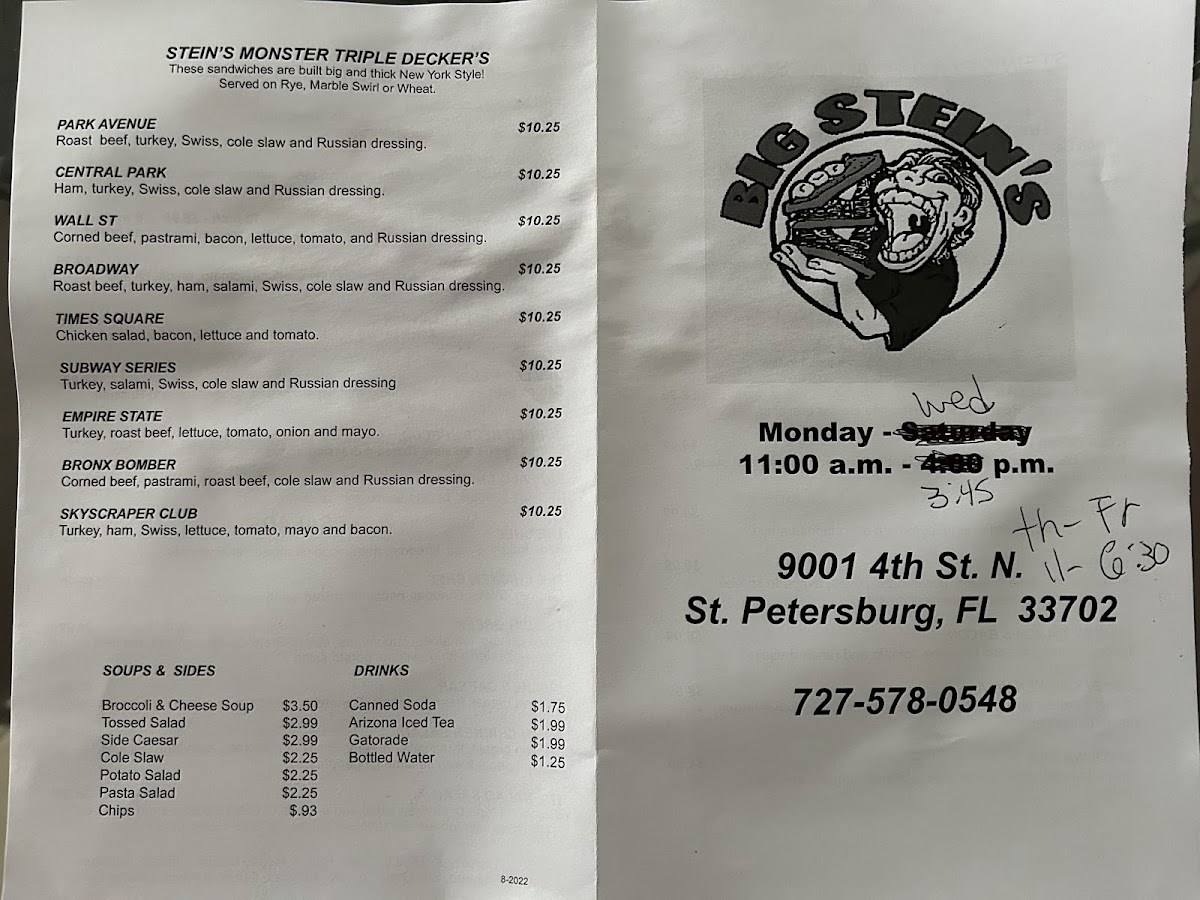 STEIN'S MONSTER TRIPLE DECKER'S
These sandwiches are built big and thick New York Style!
Served on Rye, Marble Swirl or Wheat.
PARK AVENUE $10.25
Roast beef, turkey, Swiss, cole slaw and Russian dressing.
CENTRAL PARK $10.25
Ham, turkey, Swiss, cole slaw and Russian dressing.
WALL ST $10.25
Corned beef, pastrami, bacon, lettuce, tomato, and Russian dressing.
BROADWAY $10.25
Roast beef, turkey, ham, salami, Swiss, cole slaw and Russian dressing.
TIMES SQUARE $10.25
Chicken salad, bacon, lettuce and tomato.
SUBWAY SERIES $10.25
Turkey, salami, Swiss, cole slaw and Russian dressing
EMPIRE STATE $10.25
Turkey, roast beef, lettuce, tomato, onion and mayo.
BRONX BOMBER $10.25
Corned beef, pastrami, roast beef, cole slaw and Russian dressing.
SKYSCRAPER CLUB $10.25
Turkey, ham, Swiss, lettuce, tomato, mayo and bacon.
SOUPS & SIDES
Broccoli & Cheese Soup $3.50
Tossed Salad $2.99
Side Caesar $2.99
Cole Slaw $2.25
Potato Salad $2.25
Pasta Salad $2.25
Chips $.93
DRINKS
Canned Soda $1.75
Arizona Iced Tea $1.99
Gatorade $1.99
Bottled Water $1.25
8-2022
BIG STEIN'S
wed
Monday - Saturday
11:00 a.m. - 4:00 p.m.
3:45
th- Fr
11- 6:30
9001 4th St. N.
St. Petersburg, FL 33702
727-578-0548